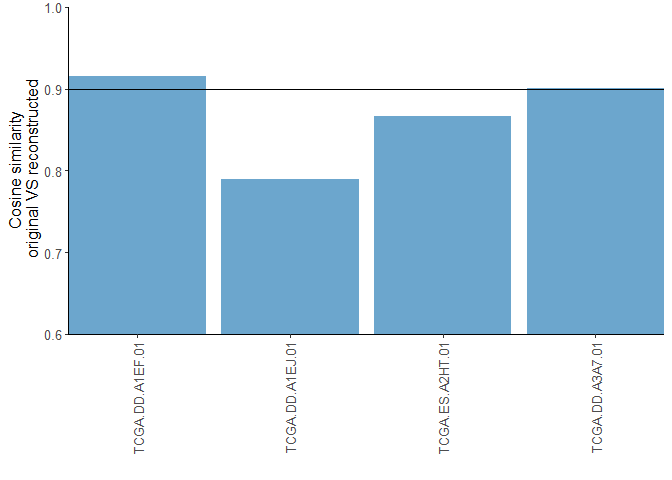 Cosine similarity
original VS reconstructed
1.0
0.9
0.8
0.7
0.6
TCGA.DD.A1EF.01
TCGA.DD.A1EJ.01
TCGA.ES.A2HT.01
TCGA.DD.A3A7.01